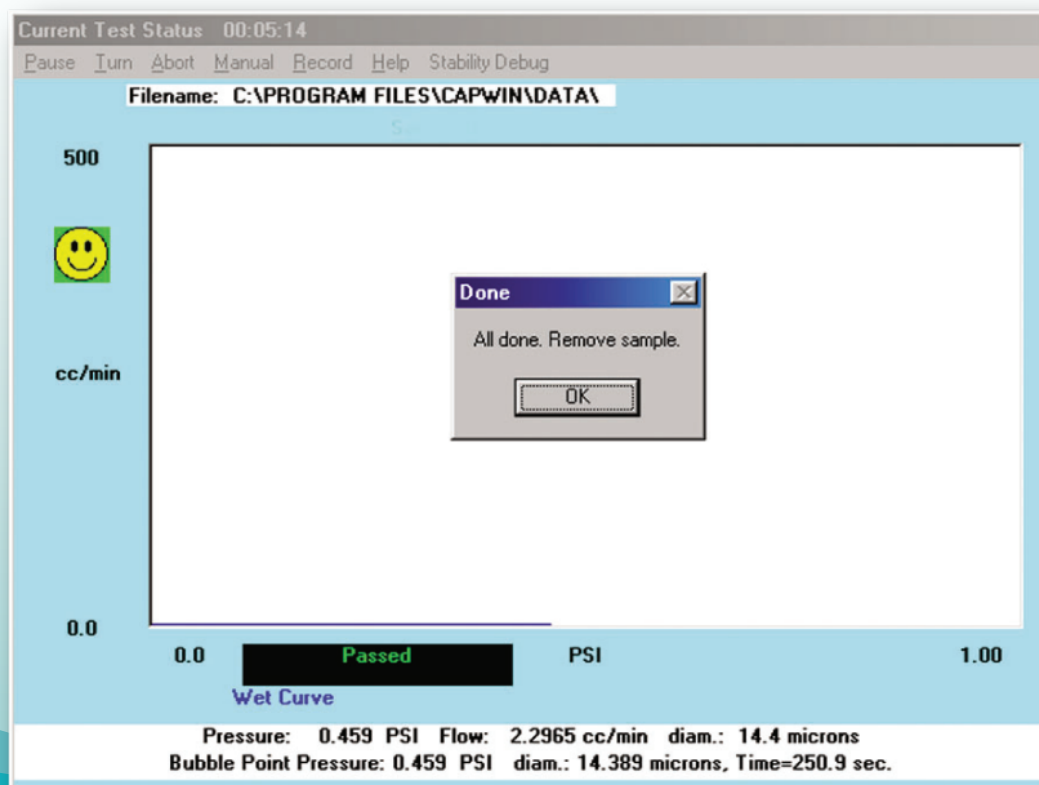 Current Test Status 00:05:14
Pause Turn Abort Manual Record Help Stability Debug
Filename: C:\PROGRAM FILES\CAPWIN\DATA\
500
Done
All done. Remove sample.
OK
cc/min
0.0
0.0 Passed PSI 1.00
Wet Curve
Pressure: 0.459 PSI Flow: 2.2965 cc/min diam.: 14.4 microns
Bubble Point Pressure: 0.459 PSI diam.: 14.389 microns, Time=250.9 sec.